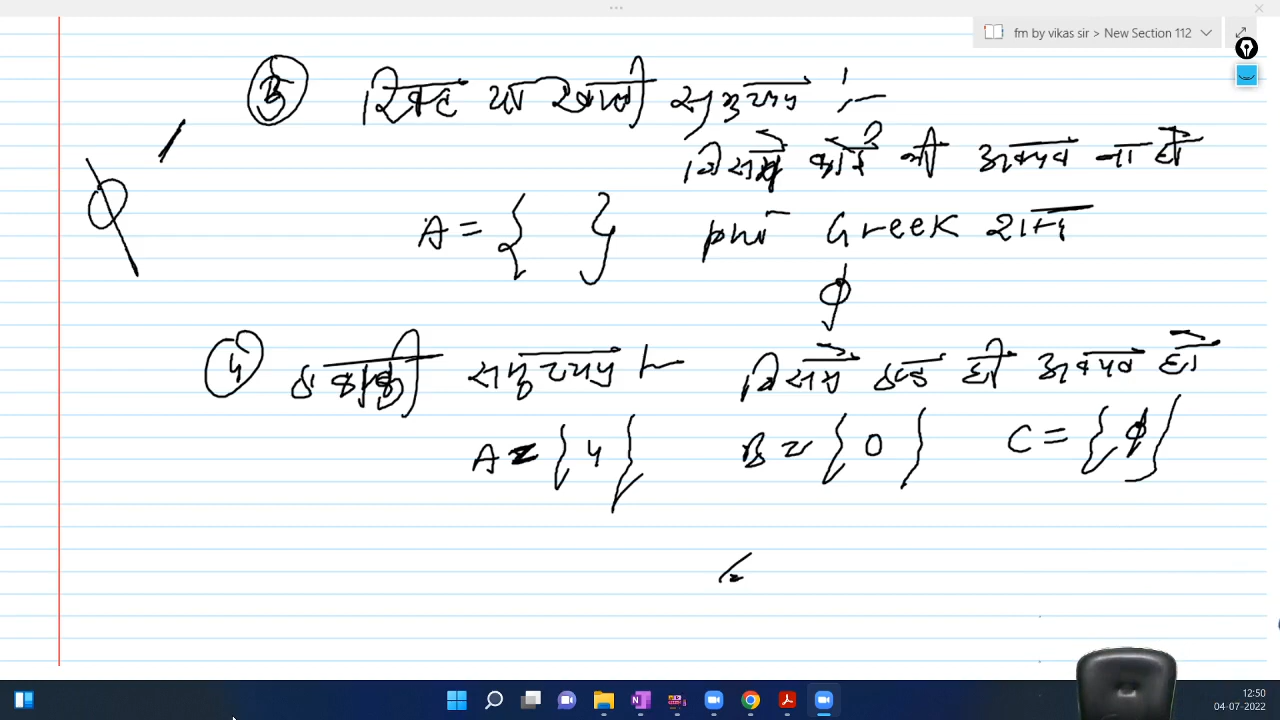 fm by vikas sir > New Section 112
③ रिक्त या खाली समुच्चय :-
जिसमें कोई भी अवयव ना हो
ϕ
A = { } phi Greek
ϕ
④ एकाकी समुच्चय :- जिसमें एक ही अवयव हो
A = { 4 } B = { 0 } C = { ϕ }
12:50
04-07-2022